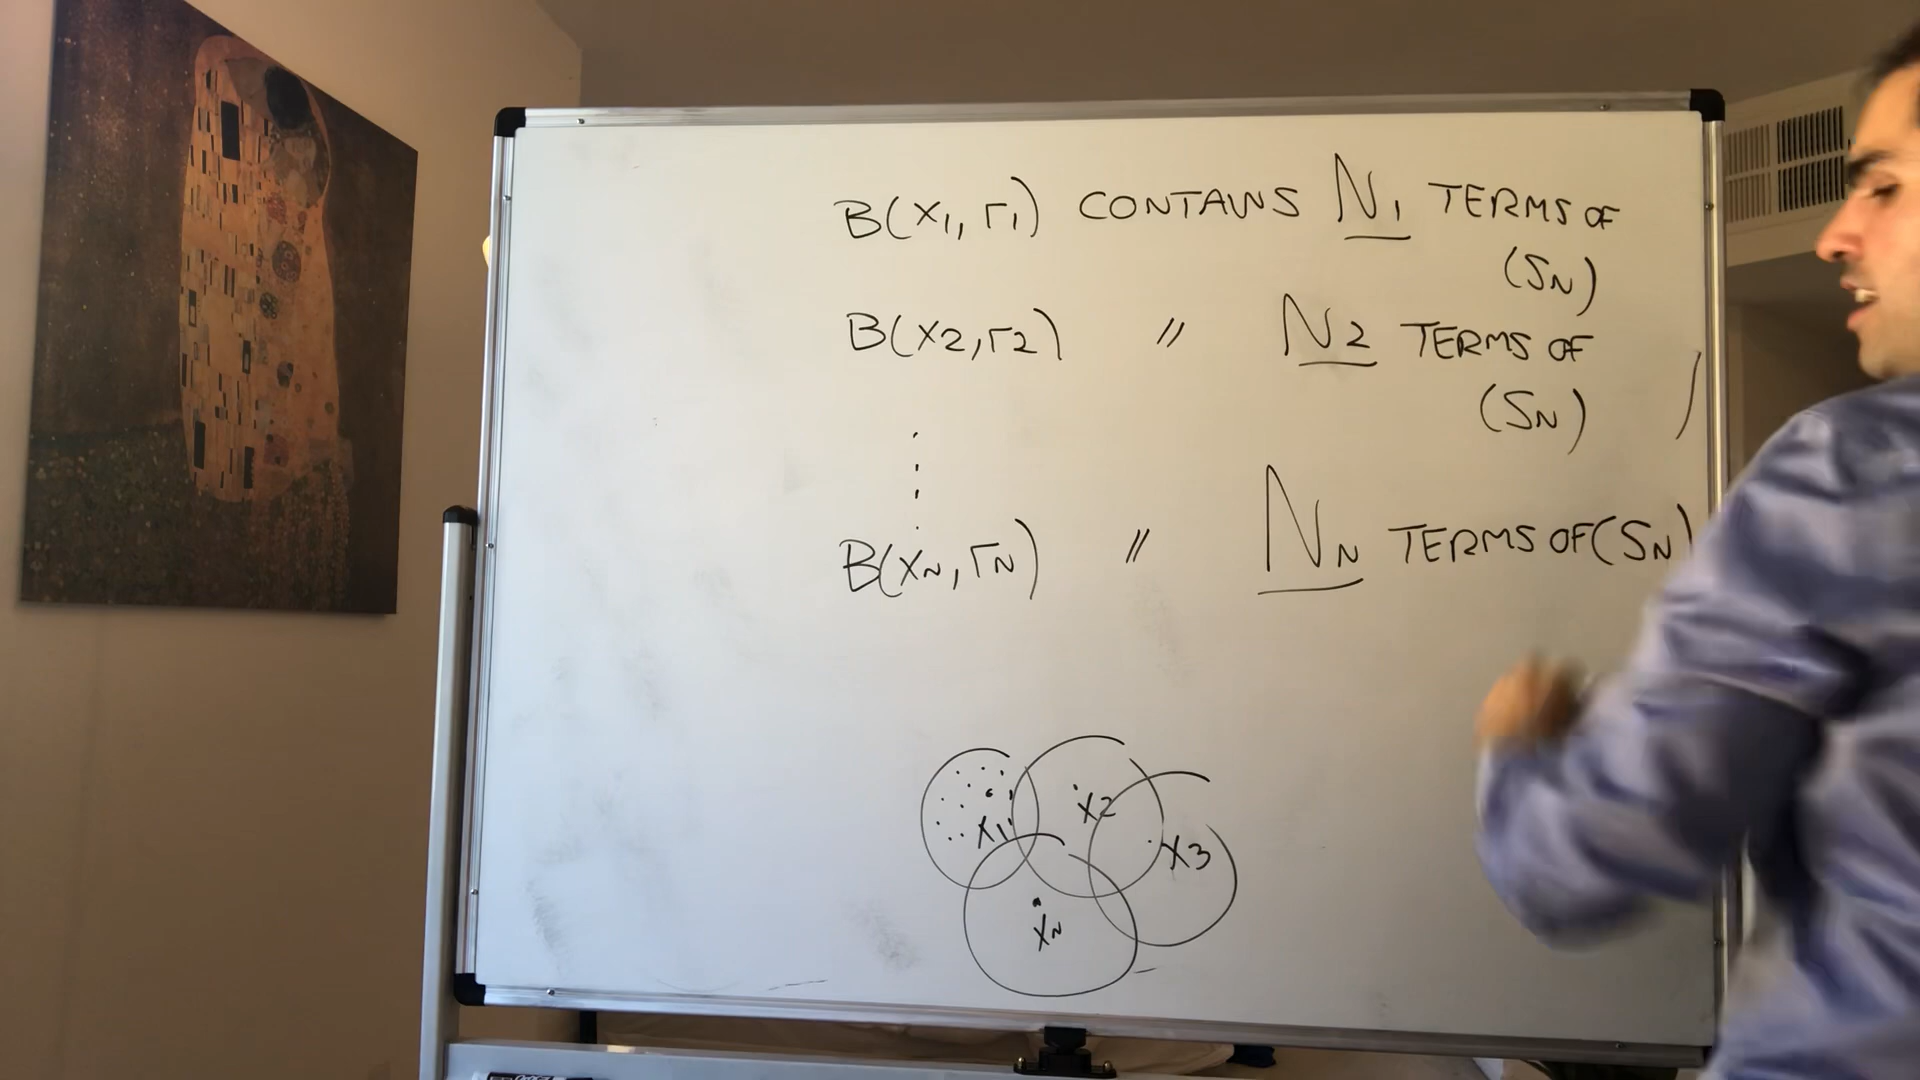 B(X1, r1) CONTAINS N1 TERMS OF
(SN)
B(X2, r2) " N2 TERMS OF
(SN)
B(XN, rN) " NN TERMS OF (SN)
X1
X2
X3
XN